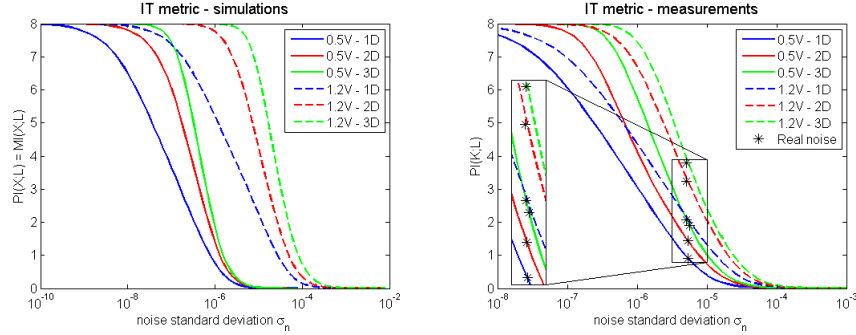 IT metric - simulations
PI(X;L) = MI(X;L)
8
7
6
5
4
3
2
1
0
0.5V - 1D
0.5V - 2D
0.5V - 3D
1.2V - 1D
1.2V - 2D
1.2V - 3D
10^-10
10^-8
10^-6
10^-4
10^-2
noise standard deviation σn
IT metric - measurements
PI(K;L)
8
7
6
5
4
3
2
1
0
0.5V - 1D
0.5V - 2D
0.5V - 3D
1.2V - 1D
1.2V - 2D
1.2V - 3D
Real noise
10^-8
10^-7
10^-6
10^-5
10^-4
10^-3
noise standard deviation σn